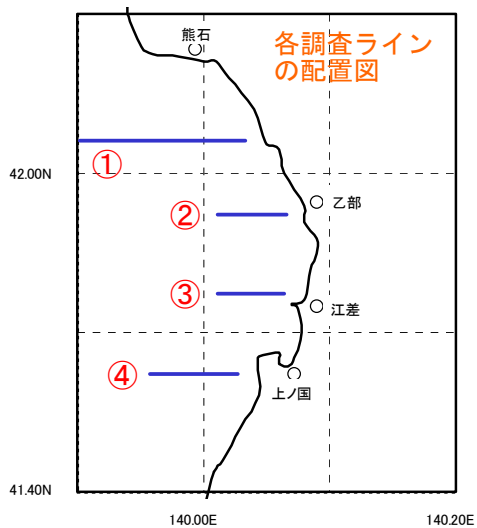 各調査ライン
の配置図
熊石
①
42.00N
乙部
②
③
江差
④
上ノ国
41.40N
140.00E
140.20E